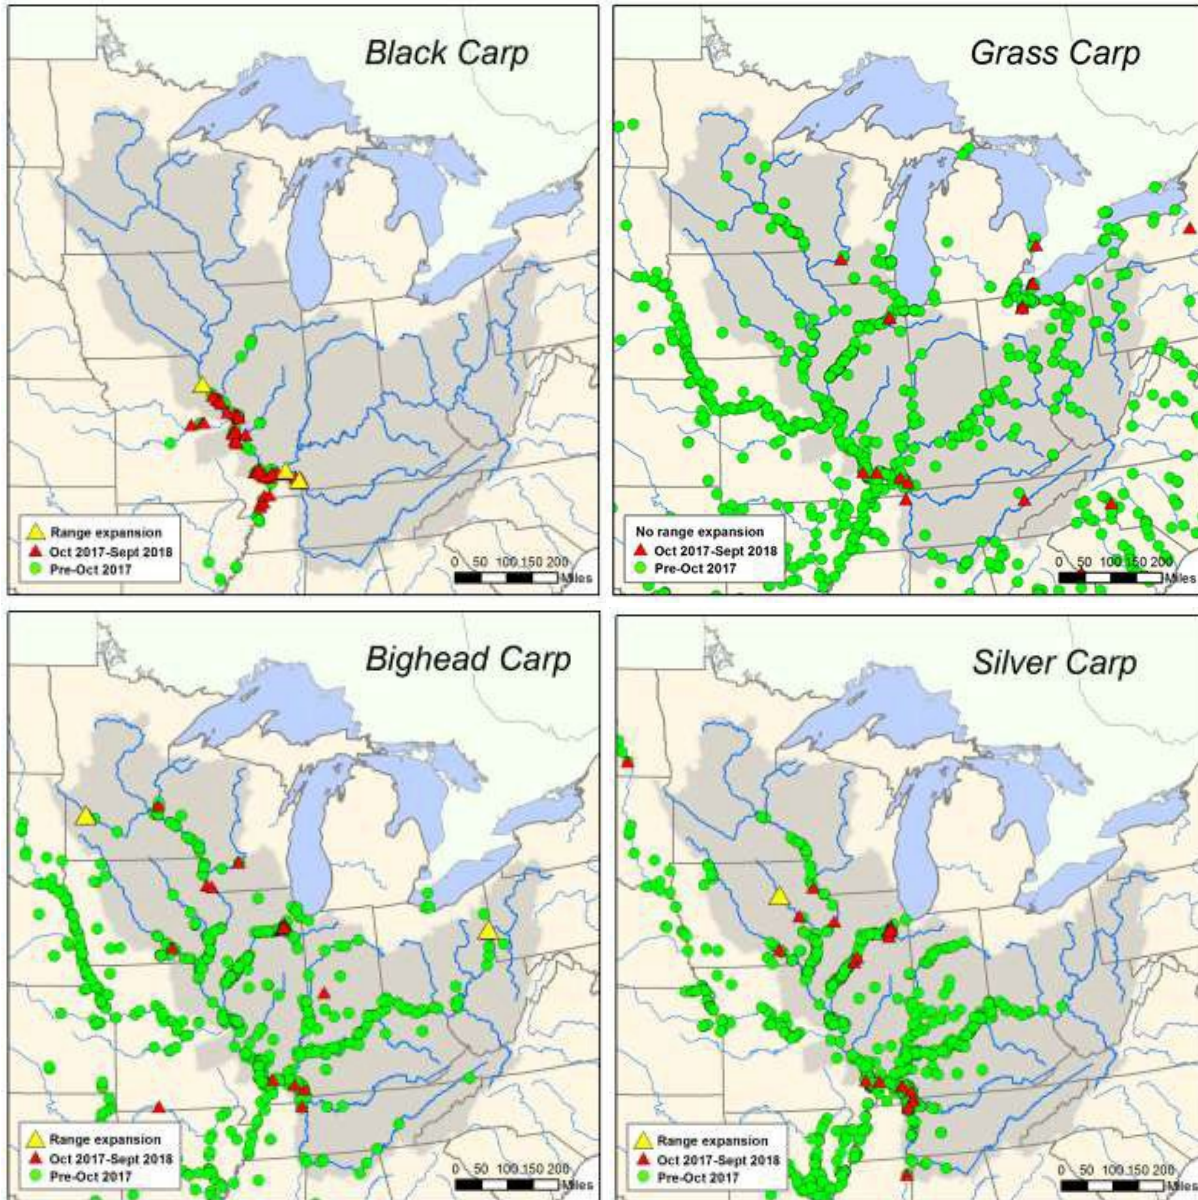 Black Carp
Range expansion
Oct 2017-Sept 2018
Pre-Oct 2017
0 50 100 150 200
Miles
Grass Carp
No range expansion
Oct 2017-Sept 2018
Pre-Oct 2017
0 50 100 150 200
Miles
Bighead Carp
Range expansion
Oct 2017-Sept 2018
Pre-Oct 2017
0 50 100 150 200
Miles
Silver Carp
Range expansion
Oct 2017-Sept 2018
Pre-Oct 2017
0 50 100 150 200
Miles